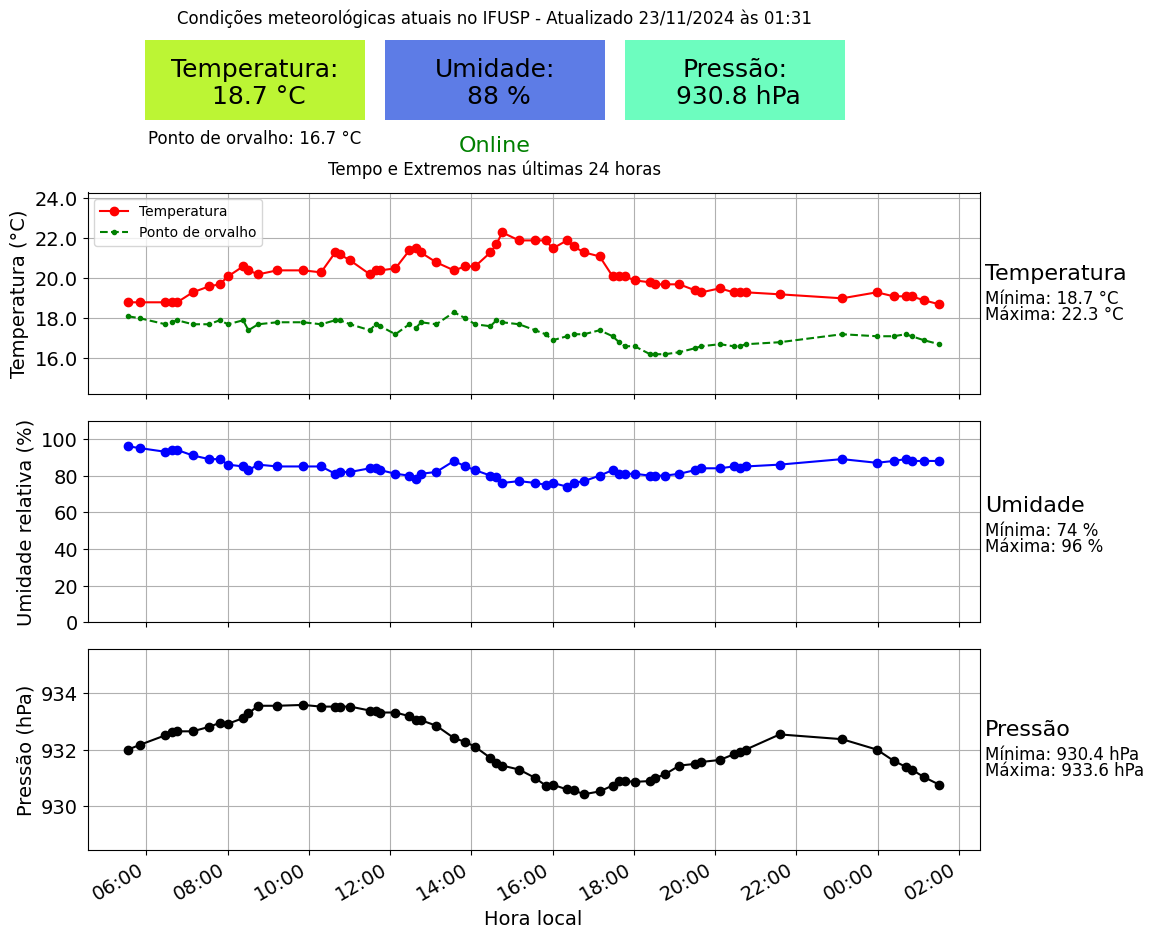 Condições meteorológicas atuais no IFUSP - Atualizado 23/11/2024 às 01:31
Temperatura:
18.7 °C
Umidade:
88 %
Pressão:
930.8 hPa
Ponto de orvalho: 16.7 °C
Online
Tempo e Extremos nas últimas 24 horas
Temperatura (°C)
24.0
22.0
20.0
18.0
16.0
Temperatura
Ponto de orvalho
Temperatura
Mínima: 18.7 °C
Máxima: 22.3 °C
Umidade relativa (%)
100
80
60
40
20
0
Umidade
Mínima: 74 %
Máxima: 96 %
Pressão (hPa)
934
932
930
Pressão
Mínima: 930.4 hPa
Máxima: 933.6 hPa
06:00 08:00 10:00 12:00 14:00 16:00 18:00 20:00 22:00 00:00 02:00
Hora local